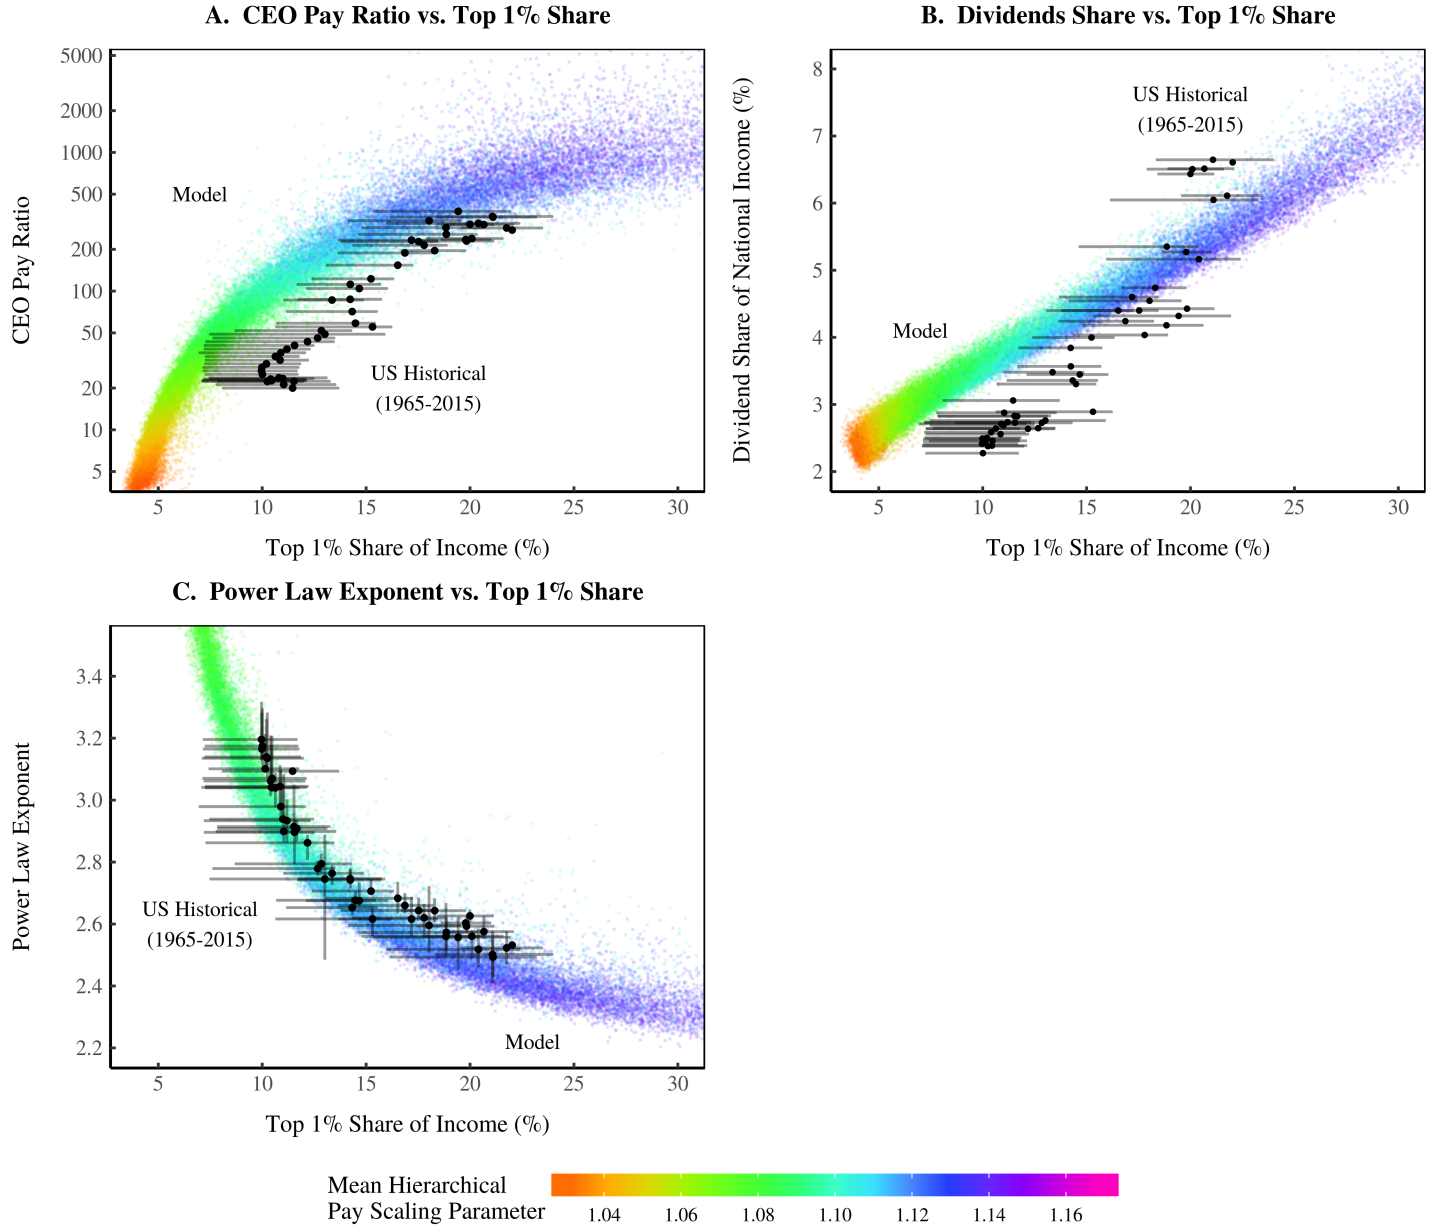 A. CEO Pay Ratio vs. Top 1% Share
CEO Pay Ratio
5000
2000
1000
500
200
100
50
20
10
5
Model
US Historical
(1965-2015)
5 10 15 20 25 30
Top 1% Share of Income (%)
B. Dividends Share vs. Top 1% Share
Dividend Share of National Income (%)
8
7
6
5
4
3
2
US Historical
(1965-2015)
Model
5 10 15 20 25 30
Top 1% Share of Income (%)
C. Power Law Exponent vs. Top 1% Share
Power Law Exponent
3.4
3.2
3.0
2.8
2.6
2.4
2.2
US Historical
(1965-2015)
Model
5 10 15 20 25 30
Top 1% Share of Income (%)
Mean Hierarchical
Pay Scaling Parameter
1.04 1.06 1.08 1.10 1.12 1.14 1.16